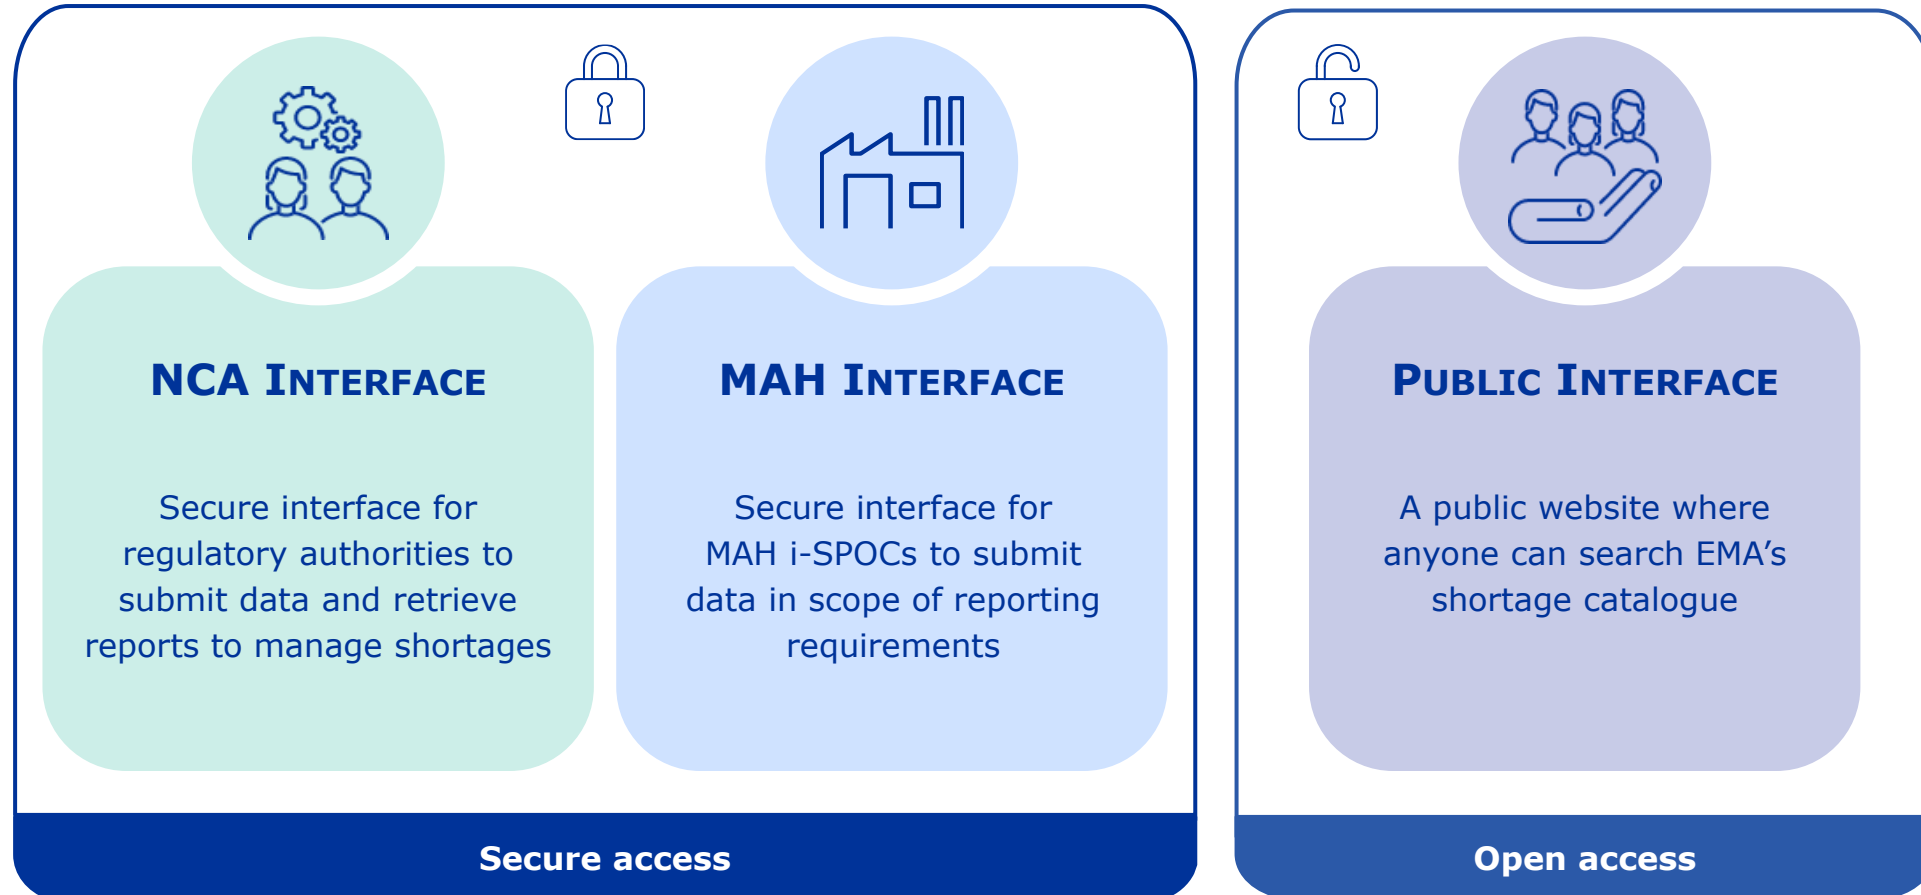 NCA INTERFACE
Secure interface for
regulatory authorities to
submit data and retrieve
reports to manage shortages
MAH INTERFACE
Secure interface for
MAH i-SPOCs to submit
data in scope of reporting
requirements
Secure access
PUBLIC INTERFACE
A public website where
anyone can search EMA’s
shortage catalogue
Open access